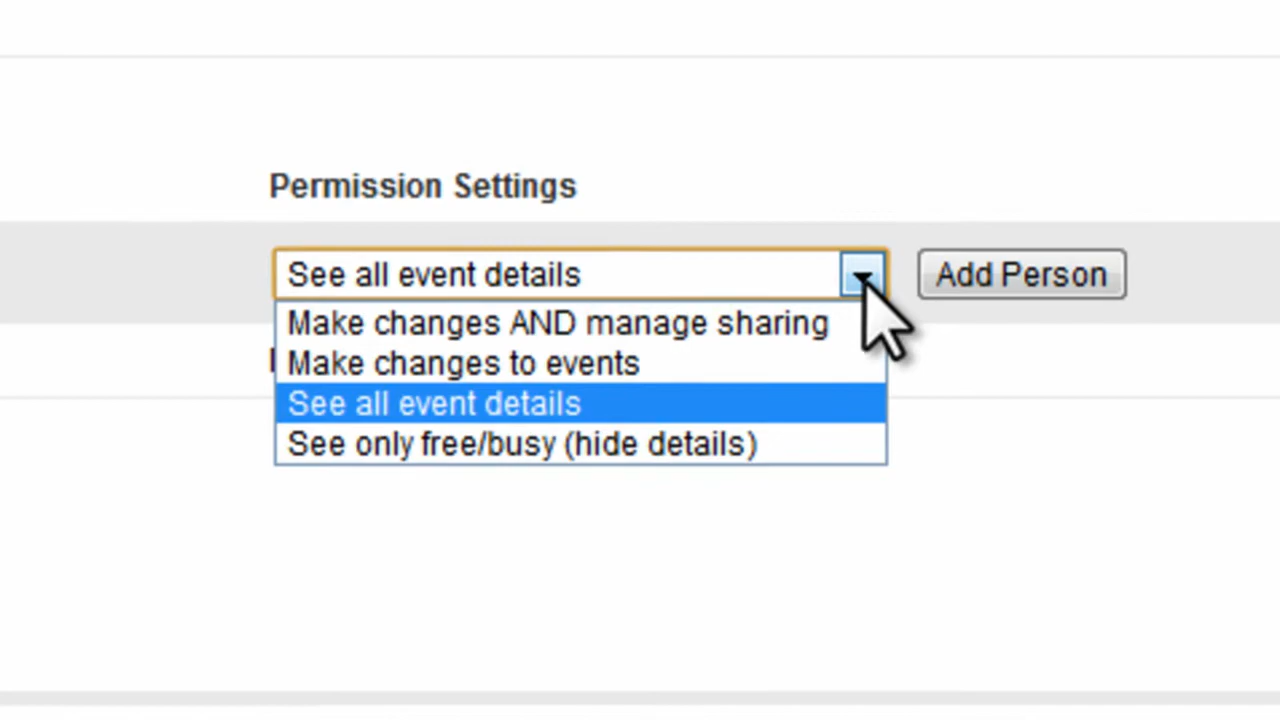 Permission Settings
See all event details
Add Person
Make changes AND manage sharing
Make changes to events
See all event details
See only free/busy (hide details)